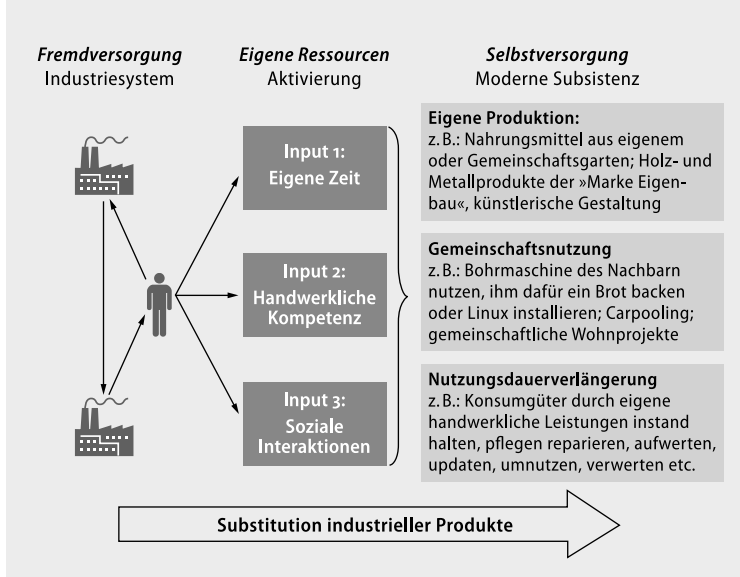 Fremdversorgung
Industriesystem
Eigene Ressourcen
Aktivierung
Selbstversorgung
Moderne Subsistenz
Input 1:
Eigene Zeit
Input 2:
Handwerkliche
Kompetenz
Input 3:
Soziale
Interaktionen
Eigene Produktion:
z. B.: Nahrungsmittel aus eigenem
oder Gemeinschaftsgarten; Holz- und
Metallprodukte der »Marke Eigen-
bau«, künstlerische Gestaltung
Gemeinschaftsnutzung
z. B.: Bohrmaschine des Nachbarn
nutzen, ihm dafür ein Brot backen
oder Linux installieren; Carpooling;
gemeinschaftliche Wohnprojekte
Nutzungsdauerverlängerung
z. B.: Konsumgüter durch eigene
handwerkliche Leistungen instand
halten, pflegen reparieren, aufwerten,
updaten, umnutzen, verwerten etc.
Substitution industrieller Produkte